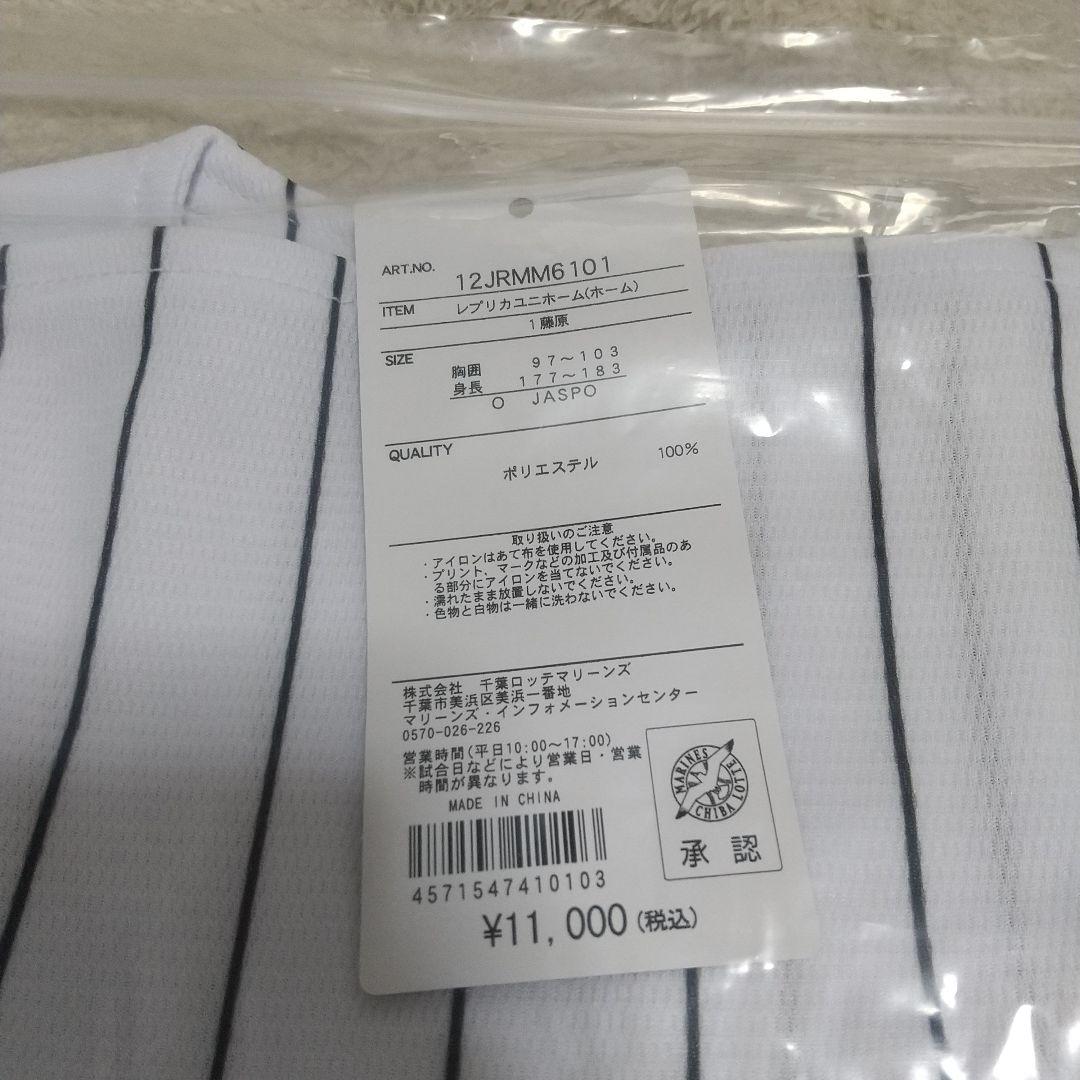 ART.NO. 12JRMM6101
ITEM レプリカユニホーム(ホーム)
1 藤原
SIZE 胸囲 97～103
身長 177～183
O JASPO
QUALITY ポリエステル 100%
取り扱いのご注意
・アイロンはあて布を使用してください。
・プリント、マークなどの加工及び付属品のあ
る部分にアイロンを当てないでください。
・濡れたまま放置しないでください。
・色物と白物は一緒に洗わないでください。
株式会社 千葉ロッテマリーンズ
千葉市美浜区美浜一番地
マリーンズ・インフォメーションセンター
0570-026-226
営業時間(平日10:00～17:00)
※試合日などにより営業日・営業
時間が異なります。
MADE IN CHINA
MARINES
CHIBA LOTTE
承認
4571547410103
¥11,000(税込)